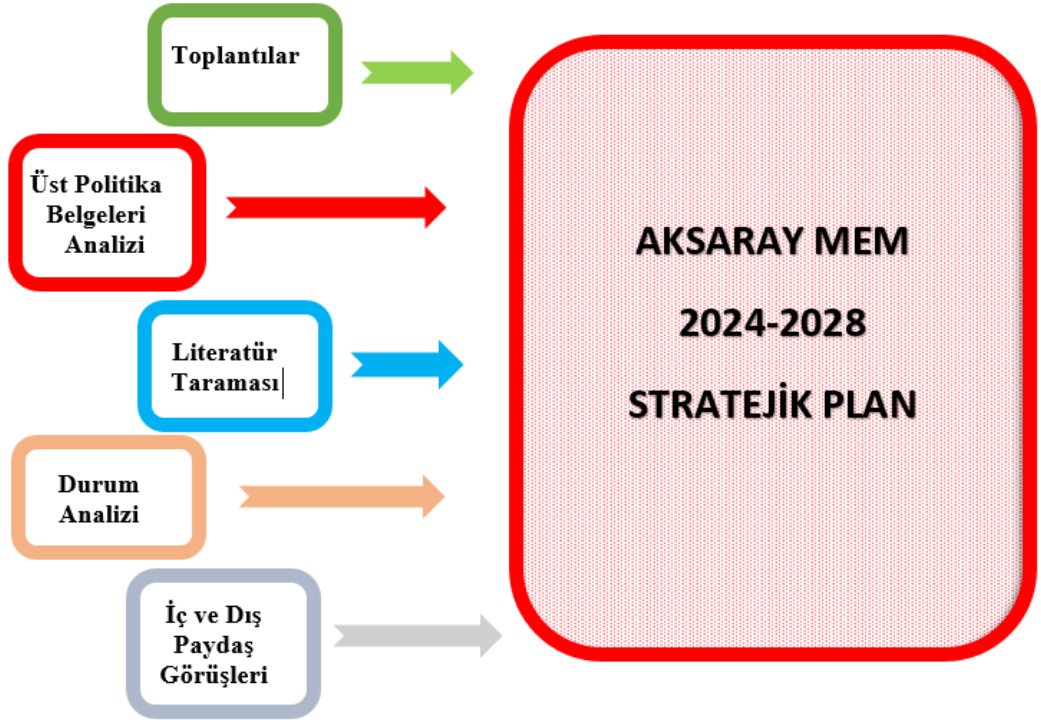 Toplantılar
Üst Politika
Belgeleri
Analizi
Literatür
Taraması
Durum
Analizi
İç ve Dış
Paydaş
Görüşleri
AKSARAY MEM
2024-2028
STRATEJİK PLAN